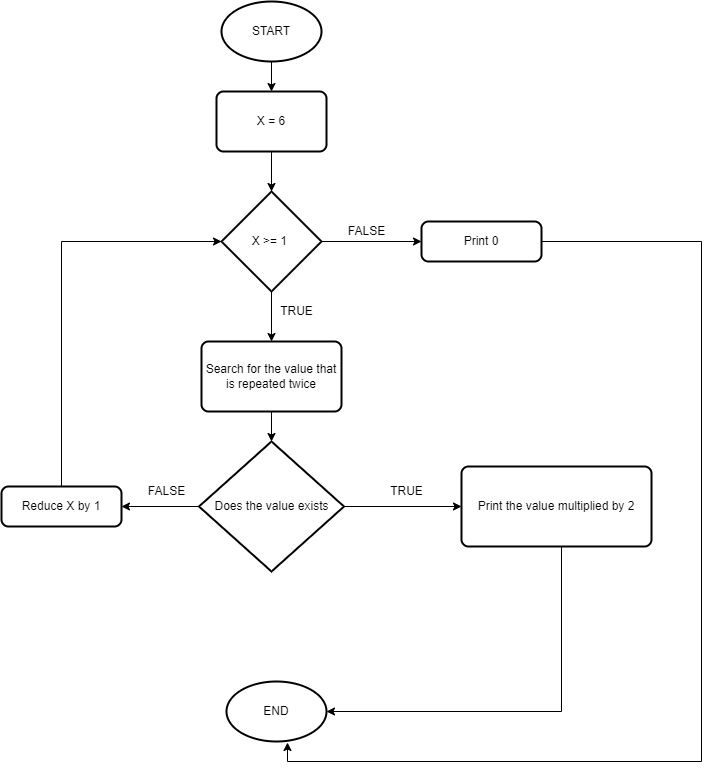 START
X = 6
X >= 1
FALSE
Print 0
TRUE
Search for the value that
is repeated twice
Does the value exists
FALSE
Reduce X by 1
TRUE
Print the value multiplied by 2
END